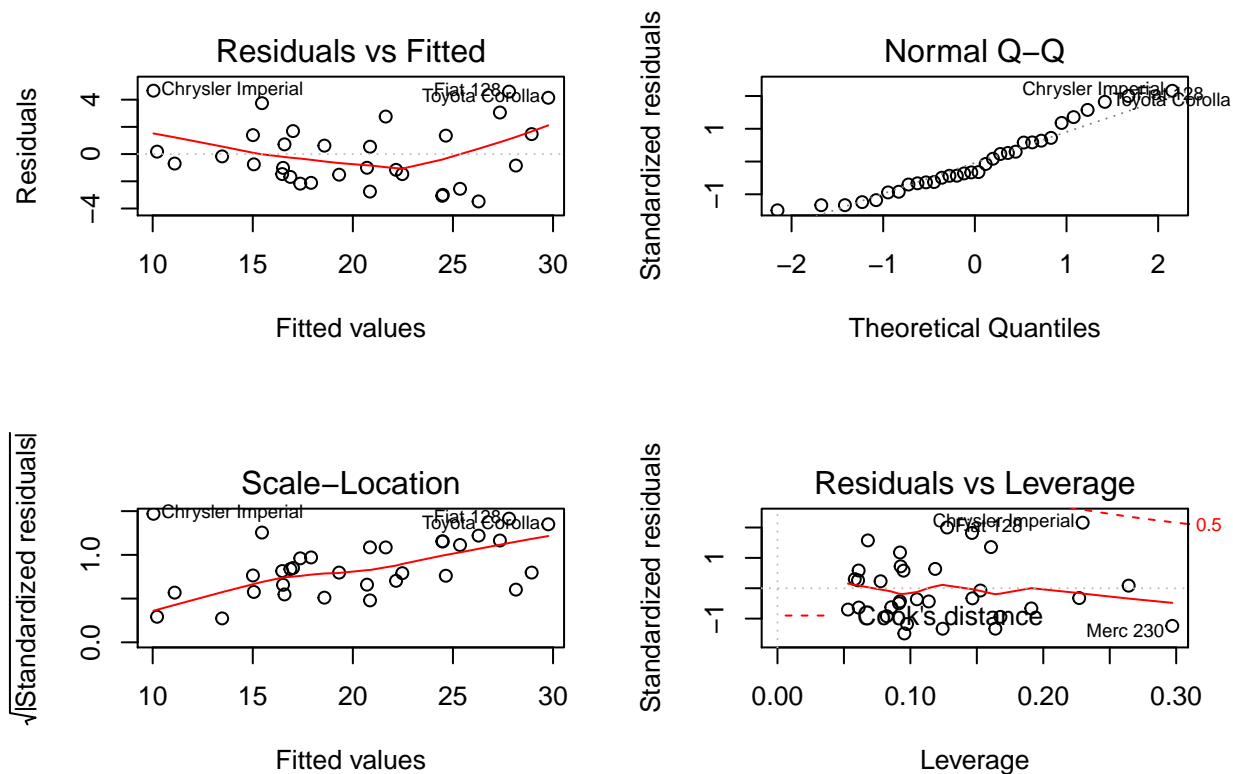 Residuals vs Fitted
Residuals
4
0
−4
Chrysler Imperial
Fiat 128
Toyota Corolla
10 15 20 25 30
Fitted values
Normal Q−Q
Standardized residuals
1
−1
Chrysler Imperial
Fiat 128
Toyota Corolla
−2 −1 0 1 2
Theoretical Quantiles
Scale−Location
√|Standardized residuals|
1.0
0.0
Chrysler Imperial
Fiat 128
Toyota Corolla
10 15 20 25 30
Fitted values
Residuals vs Leverage
Standardized residuals
1
−1
Chrysler Imperial
Fiat 128
0.5
Cook's distance
Merc 230
0.00 0.10 0.20 0.30
Leverage